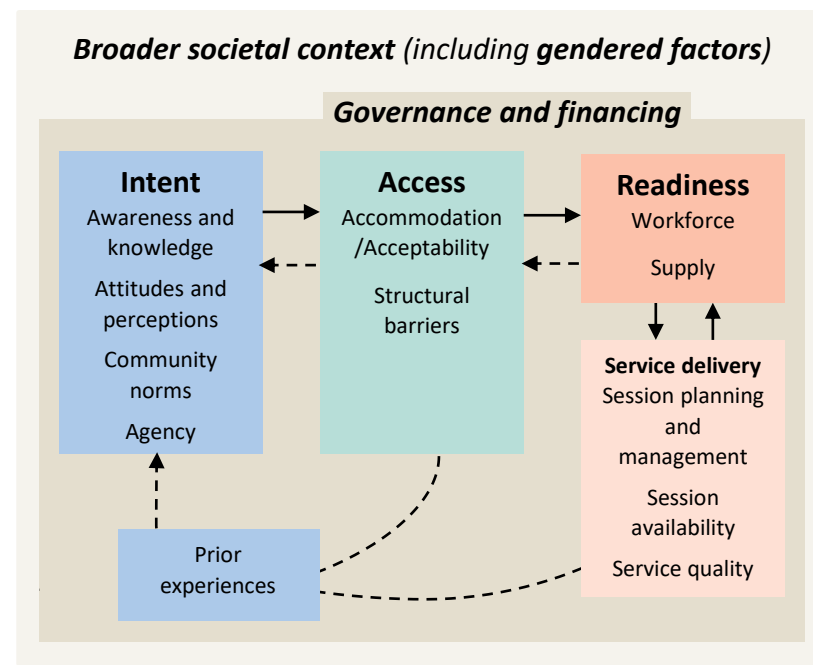 Broader societal context (including gendered factors)
Governance and financing
Intent
Awareness and
knowledge
Attitudes and
perceptions
Community
norms
Agency
Access
Accommodation
/Acceptability
Structural
barriers
Readiness
Workforce
Supply
Service delivery
Session planning
and
management
Session
availability
Service quality
Prior
experiences